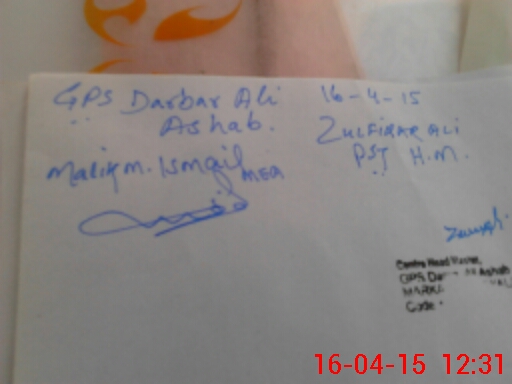 GPS Darbar Ali
Ashab.
16-4-15
Zulfiqar Ali
PST H.M.
Malik M. Ismail MEA
Centre Head Master,
GPS Da Ashab
Code
16-04-15 12:31